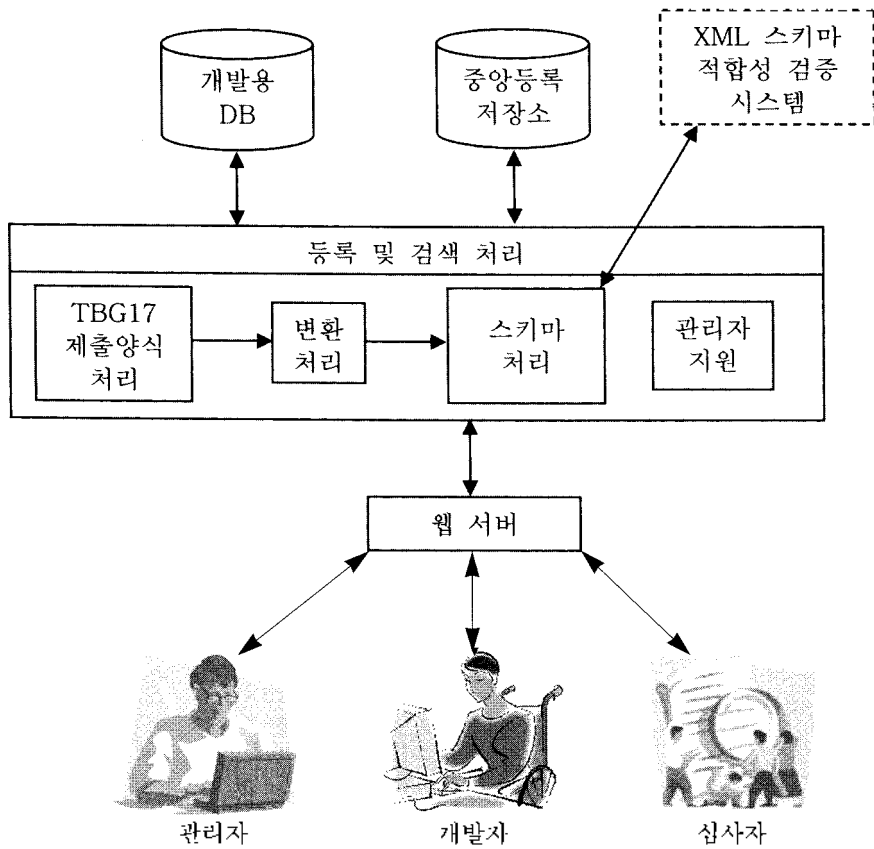 개발용
DB
중앙등록
저장소
XML 스키마
적합성 검증
시스템
등록 및 검색 처리
TBG17
제출양식
처리
변환
처리
스키마
처리
관리자
지원
웹 서버
관리자
개발자
심사자